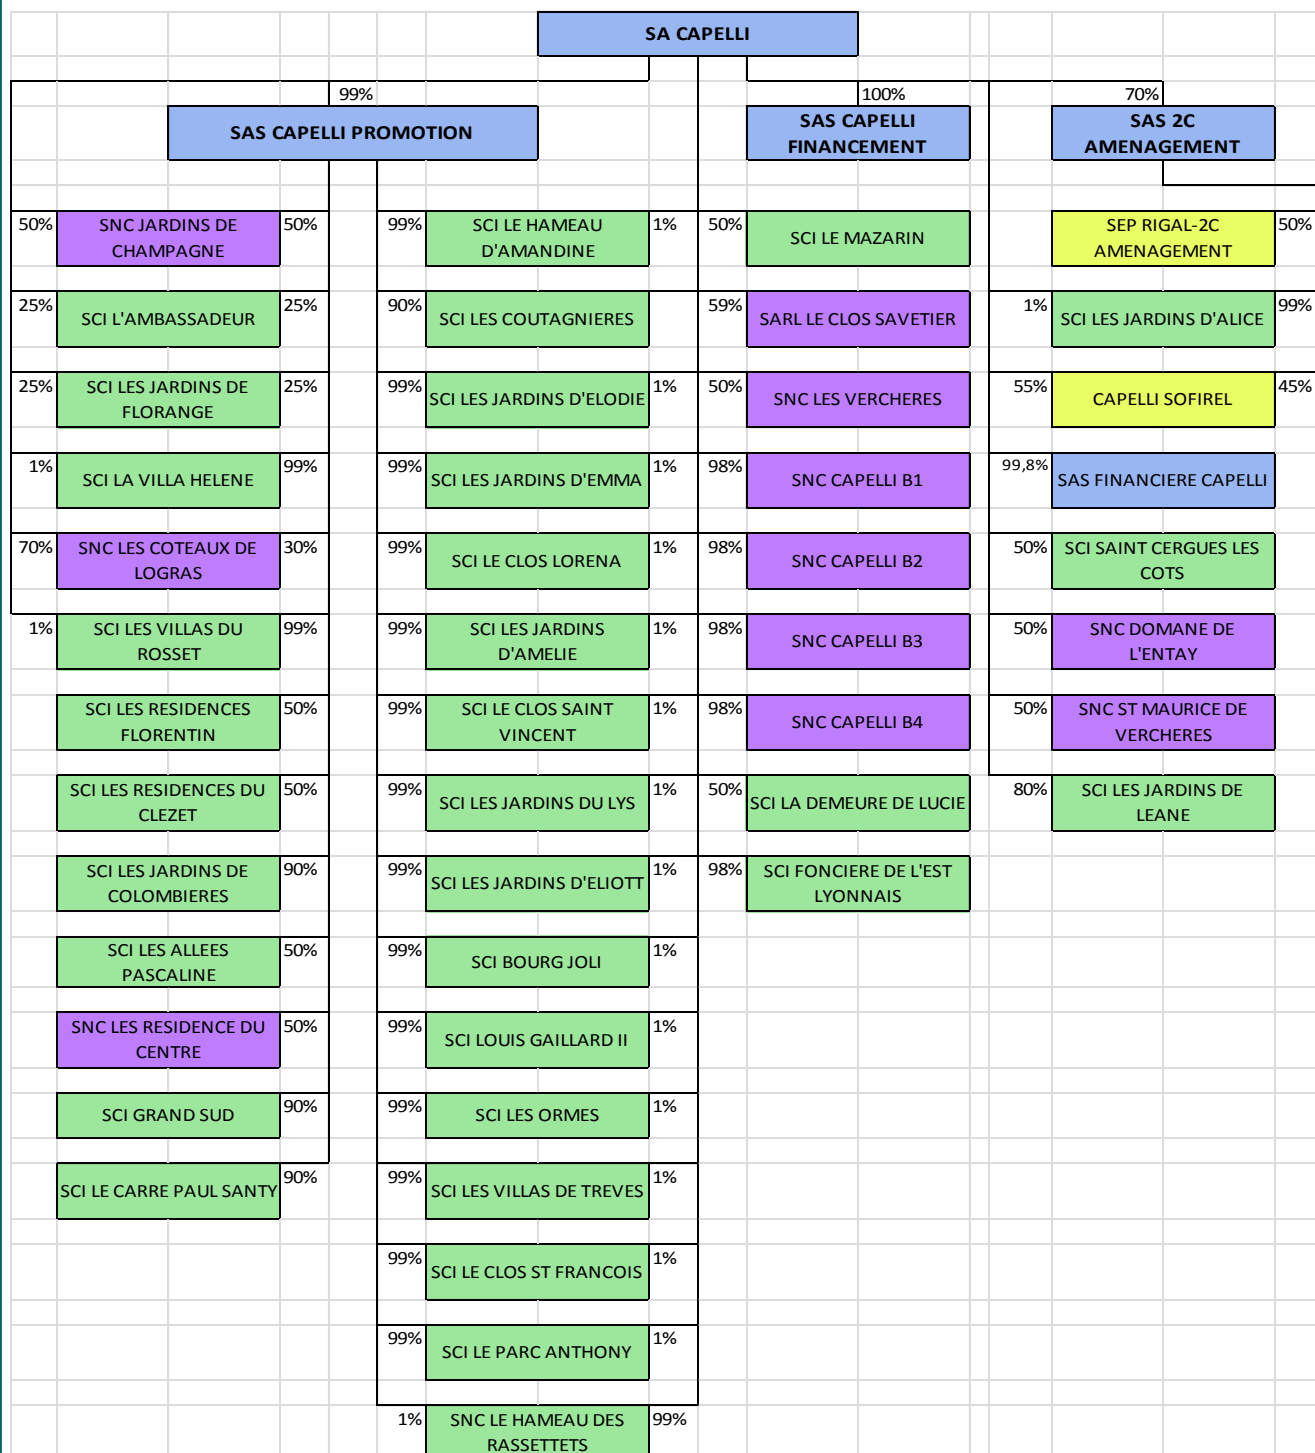 SA CAPELLI
99%
100%
70%
SAS CAPELLI PROMOTION
SAS CAPELLI
FINANCEMENT
SAS 2C
AMENAGEMENT
50%
SNC JARDINS DE
CHAMPAGNE
50%
99%
SCI LE HAMEAU
D'AMANDINE
1%
50%
SCI LE MAZARIN
SEP RIGAL-2C
AMENAGEMENT
50%
25%
SCI L'AMBASSADEUR
25%
90%
SCI LES COUTAGNIERES
59%
SARL LE CLOS SAVETIER
1%
SCI LES JARDINS D'ALICE
99%
25%
SCI LES JARDINS DE
FLORANGE
25%
99%
SCI LES JARDINS D'ELODIE
1%
50%
SNC LES VERCHERES
55%
CAPELLI SOFIREL
45%
1%
SCI LA VILLA HELENE
99%
99%
SCI LES JARDINS D'EMMA
1%
98%
SNC CAPELLI B1
99,8%
SAS FINANCIERE CAPELLI
70%
SNC LES COTEAUX DE
LOGRAS
30%
99%
SCI LE CLOS LORENA
1%
98%
SNC CAPELLI B2
50%
SCI SAINT CERGUES LES
COTS
1%
SCI LES VILLAS DU
ROSSET
99%
99%
SCI LES JARDINS
D'AMELIE
1%
98%
SNC CAPELLI B3
50%
SNC DOMANE DE
L'ENTAY
SCI LES RESIDENCES
FLORENTIN
50%
99%
SCI LE CLOS SAINT
VINCENT
1%
98%
SNC CAPELLI B4
50%
SNC ST MAURICE DE
VERCHERES
SCI LES RESIDENCES DU
CLEZET
50%
99%
SCI LES JARDINS DU LYS
1%
50%
SCI LA DEMEURE DE LUCIE
80%
SCI LES JARDINS DE
LEANE
SCI LES JARDINS DE
COLOMBIERES
90%
99%
SCI LES JARDINS D'ELIOTT
1%
98%
SCI FONCIERE DE L'EST
LYONNAIS
SCI LES ALLEES
PASCALINE
50%
99%
SCI BOURG JOLI
1%
SNC LES RESIDENCE DU
CENTRE
50%
99%
SCI LOUIS GAILLARD II
1%
SCI GRAND SUD
90%
99%
SCI LES ORMES
1%
SCI LE CARRE PAUL SANTY
90%
99%
SCI LES VILLAS DE TREVES
1%
99%
SCI LE CLOS ST FRANCOIS
1%
99%
SCI LE PARC ANTHONY
1%
1%
SNC LE HAMEAU DES
RASSETTETS
99%